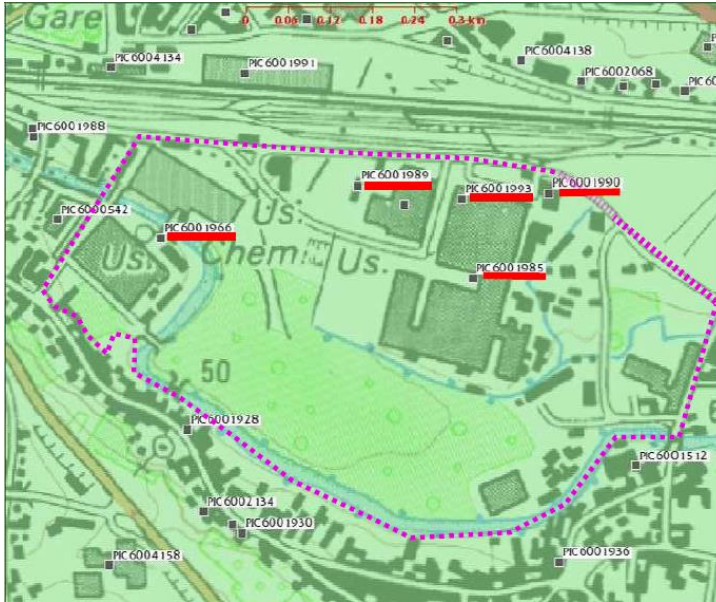 Gare
0 0.06 0.12 0.18 0.24 0.3 km
PIC6004134
PIC6001991
PIC6004138
PIC6002068
PIC6001988
PIC6001989
PIC6001993
PIC6001990
PIC6000542
PIC6001966
Us.
Us.
Chem
Us.
PIC6001985
50
PIC6001928
PIC6001512
PIC6002134
PIC6001930
PIC6004158
PIC6001936